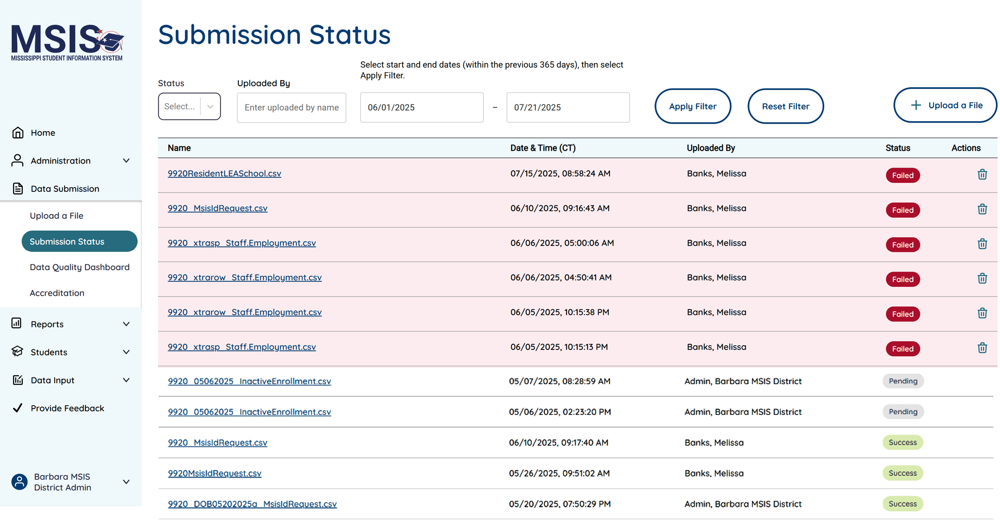 MSIS
MISSISSIPPI STUDENT INFORMATION SYSTEM
Home
Administration
Data Submission
Upload a File
Submission Status
Data Quality Dashboard
Accreditation
Reports
Students
Data Input
Provide Feedback
Barbara MSIS
District Admin
Submission Status
Select start and end dates (within the previous 365 days), then select
Apply Filter.
Status Uploaded By
Select... Enter uploaded by name 06/01/2025 – 07/21/2025 Apply Filter Reset Filter + Upload a File
Name Date & Time (CT) Uploaded By Status Actions
9920ResidentLEASchool.csv 07/15/2025, 08:58:24 AM Banks, Melissa Failed
9920_MsisIdRequest.csv 06/10/2025, 09:16:43 AM Banks, Melissa Failed
9920_xtrasp_Staff.Employment.csv 06/06/2025, 05:00:06 AM Banks, Melissa Failed
9920_xtrarow_Staff.Employment.csv 06/06/2025, 04:50:41 AM Banks, Melissa Failed
9920_xtrarow_Staff.Employment.csv 06/05/2025, 10:15:38 PM Banks, Melissa Failed
9920_xtrasp_Staff.Employment.csv 06/05/2025, 10:15:13 PM Banks, Melissa Failed
9920_05062025_InactiveEnrollment.csv 05/07/2025, 08:28:59 AM Admin, Barbara MSIS District Pending
9920_05062025_InactiveEnrollment.csv 05/06/2025, 02:23:20 PM Admin, Barbara MSIS District Pending
9920_MsisIdRequest.csv 06/10/2025, 09:17:40 AM Banks, Melissa Success
9920MsisIdRequest.csv 05/26/2025, 09:51:02 AM Banks, Melissa Success
9920_DOB05202025a_MsisIdRequest.csv 05/20/2025, 07:50:29 PM Admin, Barbara MSIS District Success